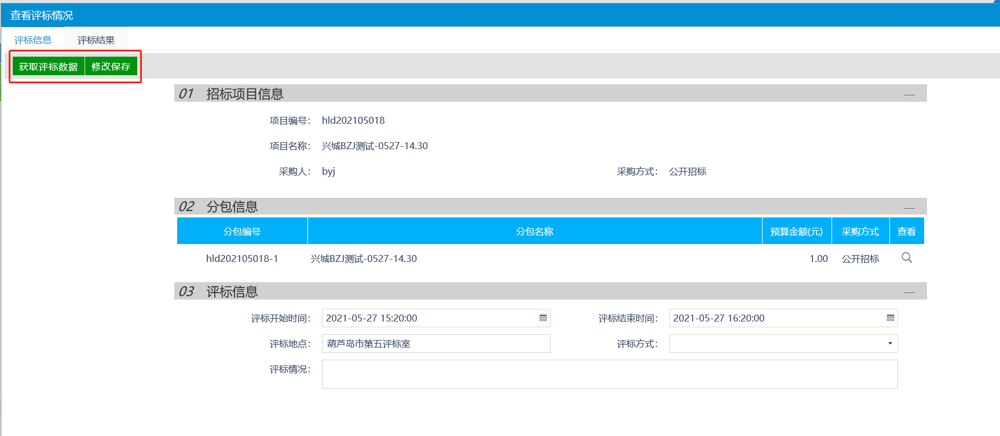 查看评标情况
评标信息 评标结果
获取评标数据 修改保存
01 招标项目信息
项目编号： hld202105018
项目名称： 兴城BZJ测试-0527-14.30
采购人： byj 采购方式： 公开招标
02 分包信息
分包编号 分包名称 预算金额(元) 采购方式 查看
hld202105018-1 兴城BZJ测试-0527-14.30 1.00 公开招标
03 评标信息
评标开始时间： 2021-05-27 15:20:00 评标结束时间： 2021-05-27 16:20:00
评标地点： 葫芦岛市第五评标室 评标方式：
评标情况：